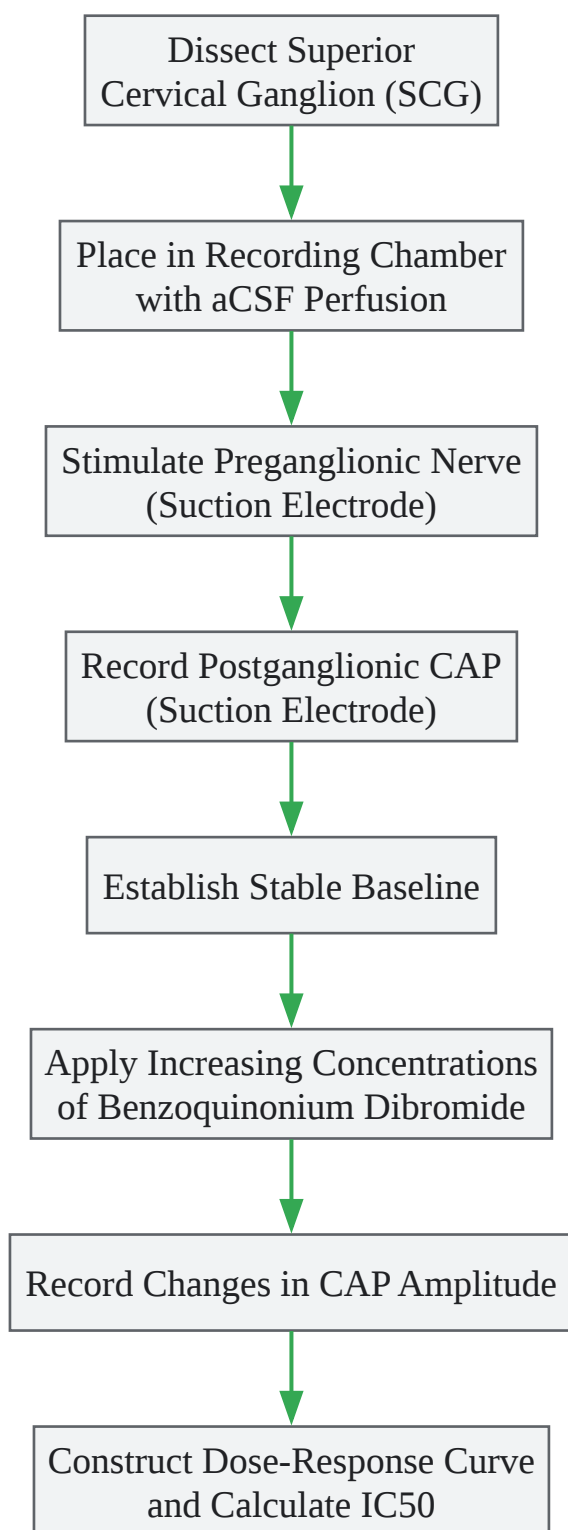 Dissect Superior
Cervical Ganglion (SCG)
Place in Recording Chamber
with aCSF Perfusion
Stimulate Preganglionic Nerve
(Suction Electrode)
Record Postganglionic CAP
(Suction Electrode)
Establish Stable Baseline
Apply Increasing Concentrations
of Benzoquinonium Dibromide
Record Changes in CAP Amplitude
Construct Dose-Response Curve
and Calculate IC50